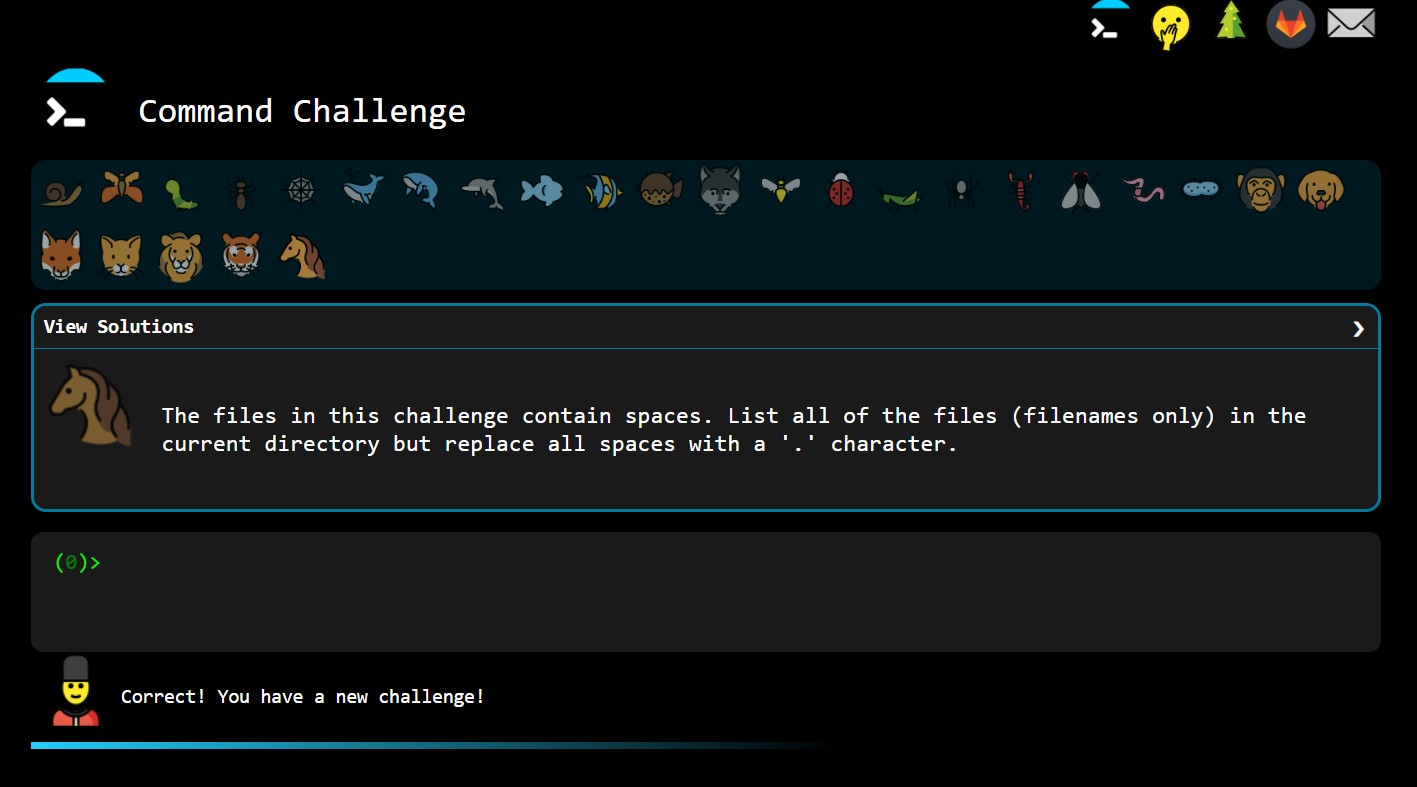 Command Challenge
View Solutions
The files in this challenge contain spaces. List all of the files (filenames only) in the
current directory but replace all spaces with a '.' character.
(0)>
Correct! You have a new challenge!